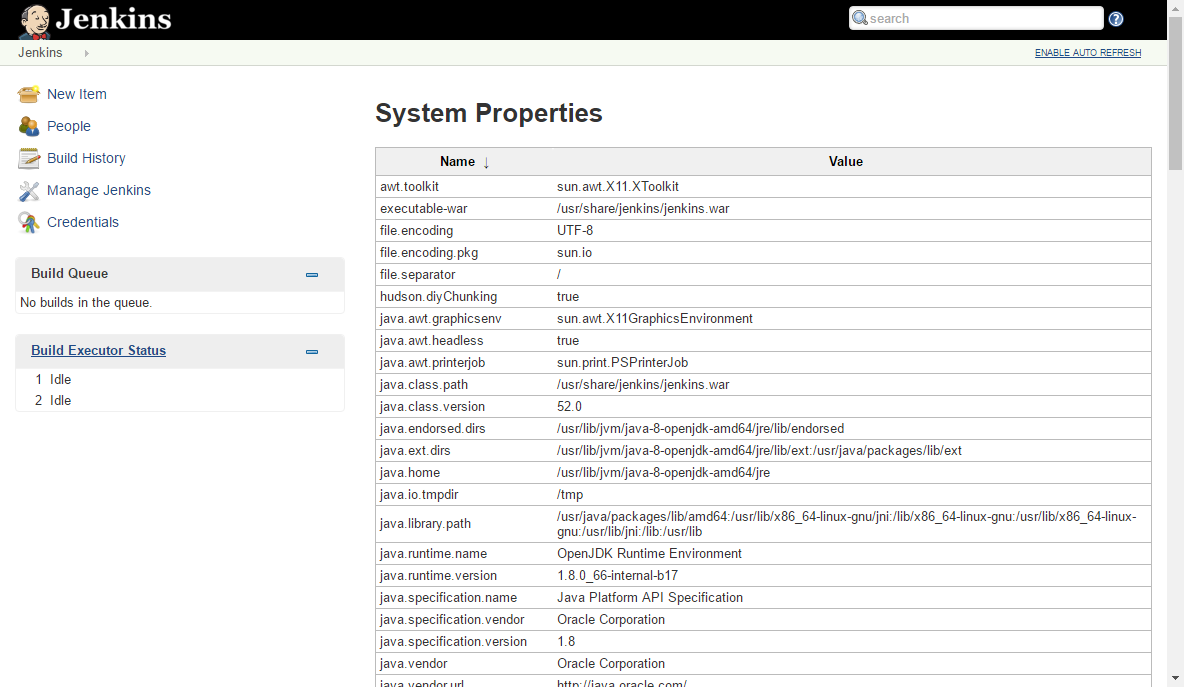 Jenkins
search
Jenkins
ENABLE AUTO REFRESH
New Item
People
Build History
Manage Jenkins
Credentials
Build Queue
No builds in the queue.
Build Executor Status
1 Idle
2 Idle
System Properties
Name ↓ Value
awt.toolkit sun.awt.X11.XToolkit
executable-war /usr/share/jenkins/jenkins.war
file.encoding UTF-8
file.encoding.pkg sun.io
file.separator /
hudson.diyChunking true
java.awt.graphicsenv sun.awt.X11GraphicsEnvironment
java.awt.headless true
java.awt.printerjob sun.print.PSPrinterJob
java.class.path /usr/share/jenkins/jenkins.war
java.class.version 52.0
java.endorsed.dirs /usr/lib/jvm/java-8-openjdk-amd64/jre/lib/endorsed
java.ext.dirs /usr/lib/jvm/java-8-openjdk-amd64/jre/lib/ext:/usr/java/packages/lib/ext
java.home /usr/lib/jvm/java-8-openjdk-amd64/jre
java.io.tmpdir /tmp
java.library.path /usr/java/packages/lib/amd64:/usr/lib/x86_64-linux-gnu/jni:/lib/x86_64-linux-gnu:/usr/lib/x86_64-linux-
gnu:/usr/lib/jni:/lib:/usr/lib
java.runtime.name OpenJDK Runtime Environment
java.runtime.version 1.8.0_66-internal-b17
java.specification.name Java Platform API Specification
java.specification.vendor Oracle Corporation
java.specification.version 1.8
java.vendor Oracle Corporation
java.vendor.url http://java.oracle.com/